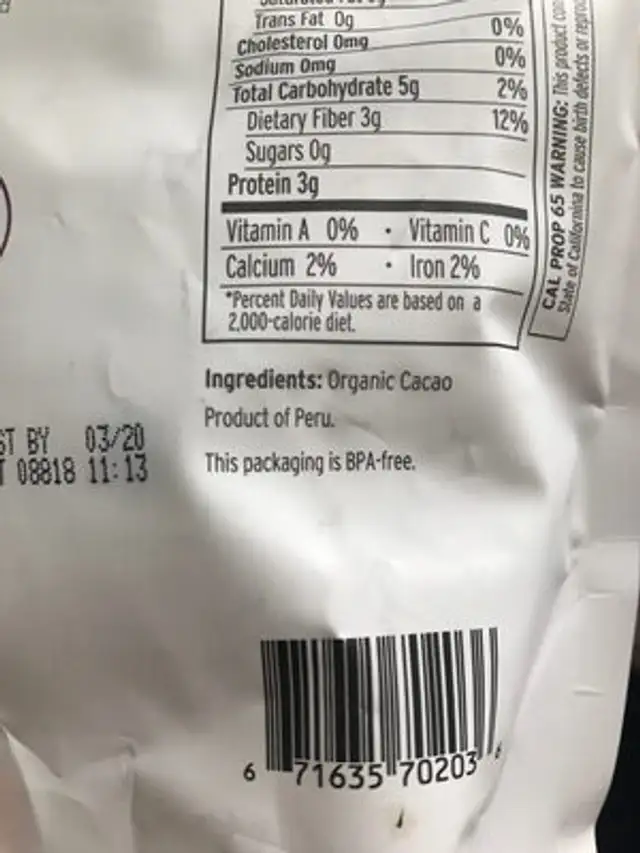 Trans Fat 0g 0%
Cholesterol 0mg 0%
Sodium 0mg 2%
Total Carbohydrate 5g 12%
Dietary Fiber 3g
Sugars 0g
Protein 3g
Vitamin A 0% • Vitamin C 0%
Calcium 2% • Iron 2%
*Percent Daily Values are based on a
2,000-calorie diet.
CAL PROP 65 WARNING: This product
State of Californina to cause birth defects or
Ingredients: Organic Cacao
Product of Peru.
This packaging is BPA-free.
ST BY 03/20
T 08818 11:13
6 71635 70203